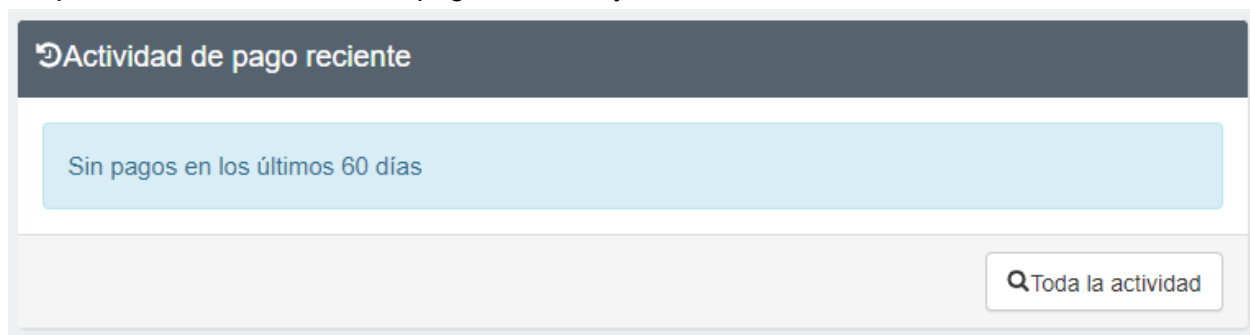 Actividad de pago reciente
Sin pagos en los últimos 60 días
Toda la actividad